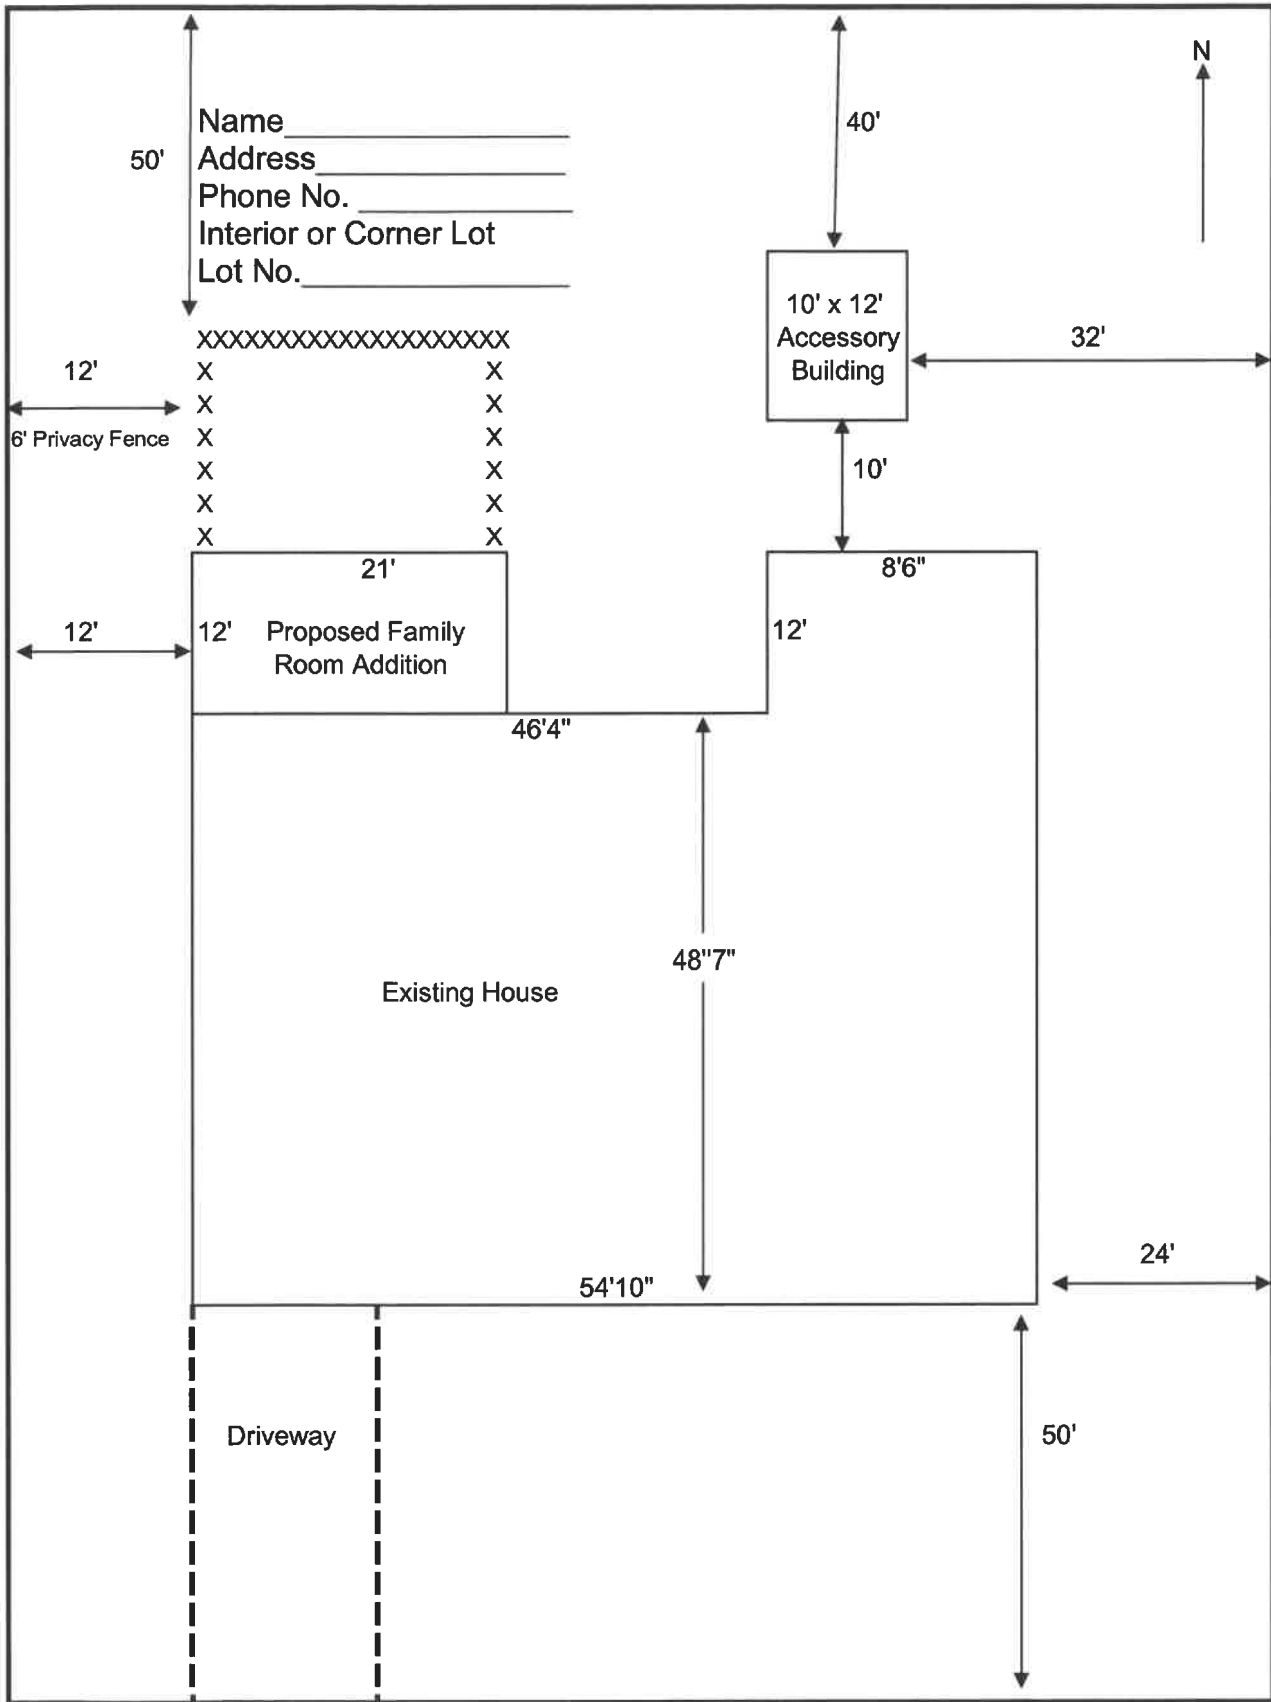 N
40'
Name
50'
Address
Phone No.
Interior or Corner Lot
Lot No.
10' x 12'
Accessory
Building
32'
XXXXXXXXXXXXXXXXXXXX
12'
X X
X X
6' Privacy Fence
X X
X X
X X
X X
10'
21'
8'6"
12'
12'
Proposed Family
Room Addition
12'
46'4"
48"7"
Existing House
24'
54'10"
Driveway
50'